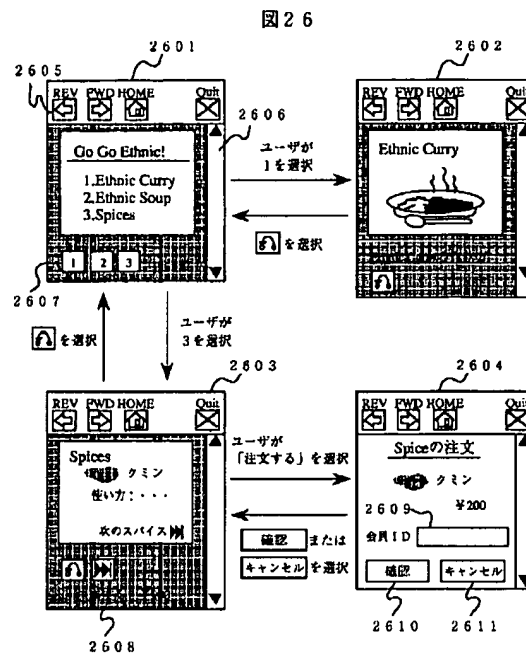 図26
2601
2602
2605
REV FWD HOME Quit
2606
Go Go Ethnic!
1.Ethnic Curry
2.Ethnic Soup
3.Spices
1 2 3
2607
ユーザが
1を選択
を選択
REV FWD HOME Quit
Ethnic Curry
を選択
ユーザが
3を選択
2603
2604
REV FWD HOME Quit
Spices
クミン
使い方:・・・
次のスパイス
2608
ユーザが
「注文する」を選択
確認 または
キャンセル を選択
REV FWD HOME Quit
Spiceの注文
クミン
2609
¥200
会員ID
確認 キャンセル
2610 2611